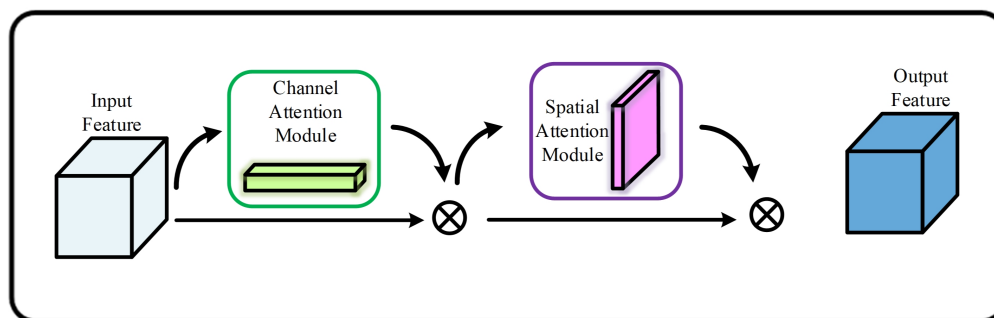 Input
Feature
Channel
Attention
Module
Spatial
Attention
Module
Output
Feature